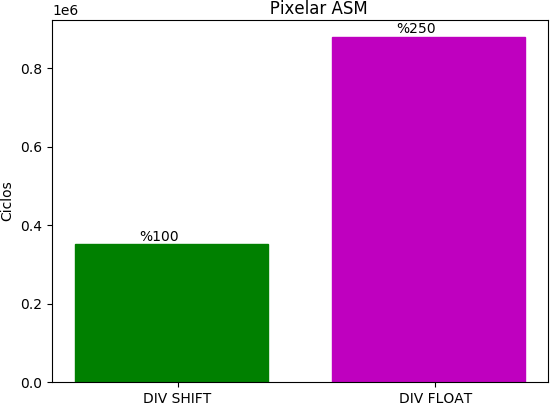 Pixelar ASM
1e6
%250
0.8
0.6
Ciclos
0.4
%100
0.2
0.0
DIV SHIFT
DIV FLOAT